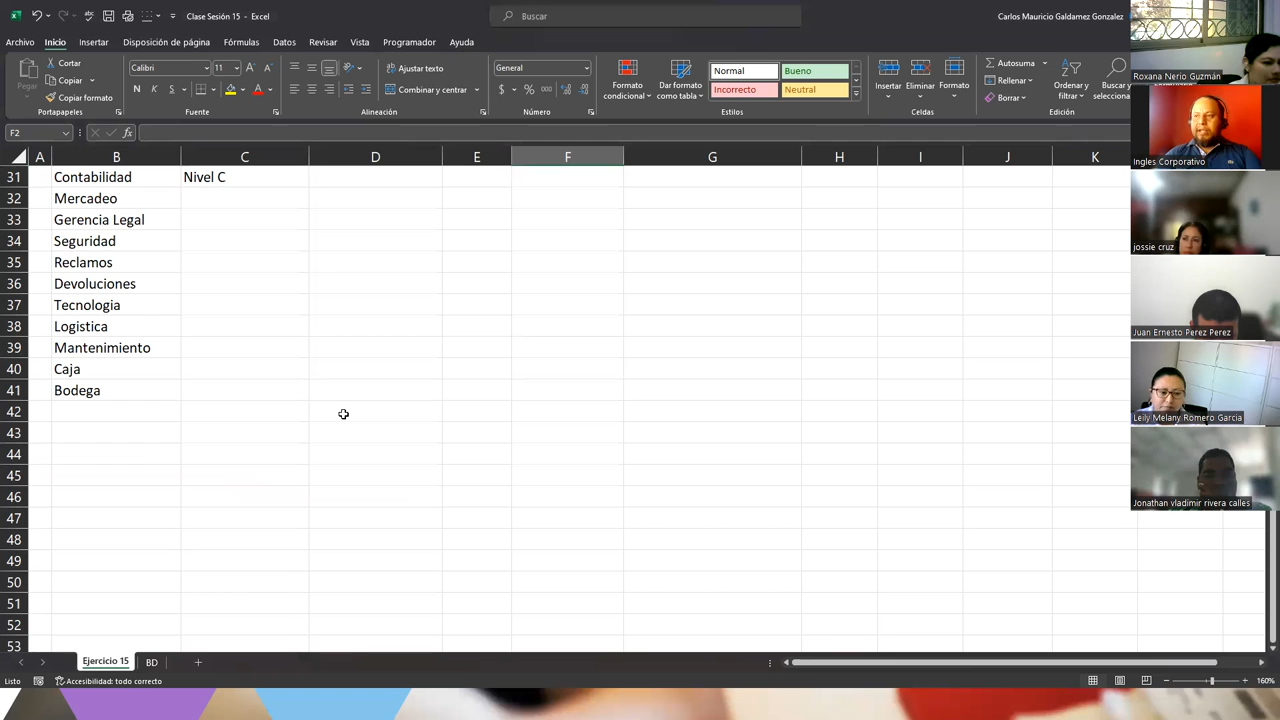 Clase Sesión 15 - Excel
Buscar
Carlos Mauricio Galdamez Gonzalez
Archivo Inicio Insertar Disposición de página Fórmulas Datos Revisar Vista Programador Ayuda
Pegar
Cortar
Copiar
Copiar formato
Portapapeles
Calibri 11
N K S
Fuente
Ajustar texto
Combinar y centrar
Alineación
General
$ % 000
Número
Formato condicional
Dar formato como tabla
Normal Bueno
Incorrecto Neutral
Estilos
Insertar Eliminar Formato
Celdas
Autosuma
Rellenar
Borrar
Ordenar y filtrar
Buscar y selecciona
Edición
F2 fx
A B C D E F G H I J K
31 Contabilidad Nivel C
32 Mercadeo
33 Gerencia Legal
34 Seguridad
35 Reclamos
36 Devoluciones
37 Tecnologia
38 Logistica
39 Mantenimiento
40 Caja
41 Bodega
42
43
44
45
46
47
48
49
50
51
52
53
Ejercicio 15 BD
Listo Accesibilidad: todo correcto 160%
Roxana Nerio Guzmán
Ingles Corporativo
jossie cruz
Juan Ernesto Perez Perez
Leily Melany Romero Garcia
Jonathan vladimir rivera calles